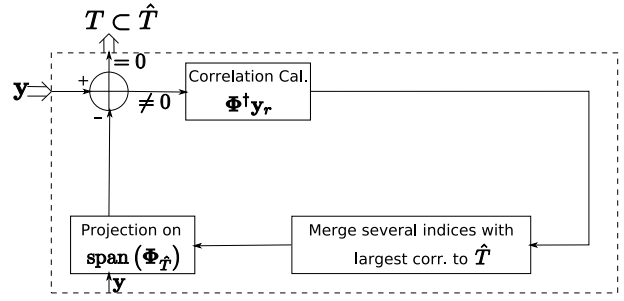 T ⊂ T̂
= 0
+
y
-
≠ 0
Correlation Cal.
Φ†y_r
Projection on
span (Φ_T̂)
y
Merge several indices with
largest corr. to T̂